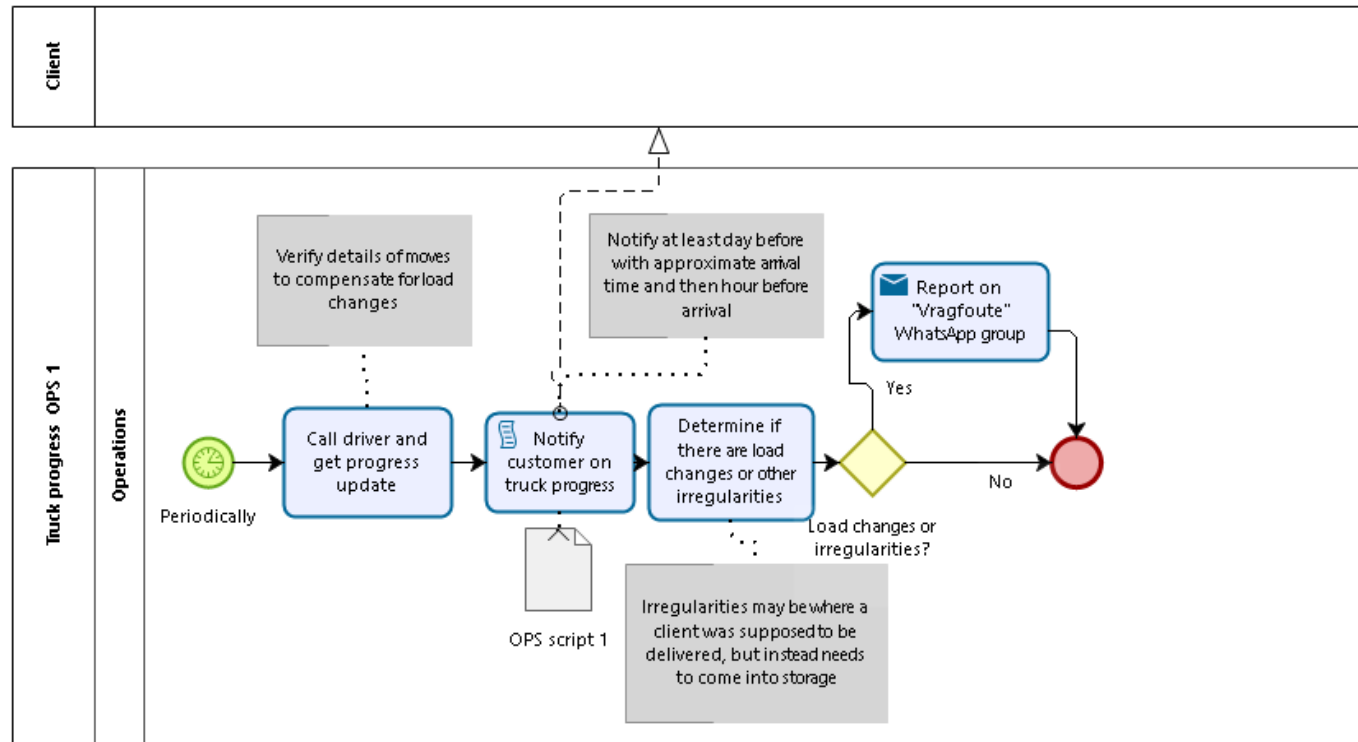 Client
Truck progress OPS 1
Operations
Verify details of moves
to compensate for load
changes
Notify at least day before
with approximate arrival
time and then hour before
arrival
Report on
"Vragfoute"
WhatsApp group
Yes
Call driver and
get progress
update
Notify
customer on
truck progress
Determine if
there are load
changes or other
irregularities
Periodically
No
Load changes or
irregularities?
OPS script 1
Irregularities may be where a
client was supposed to be
delivered, but instead needs
to come into storage